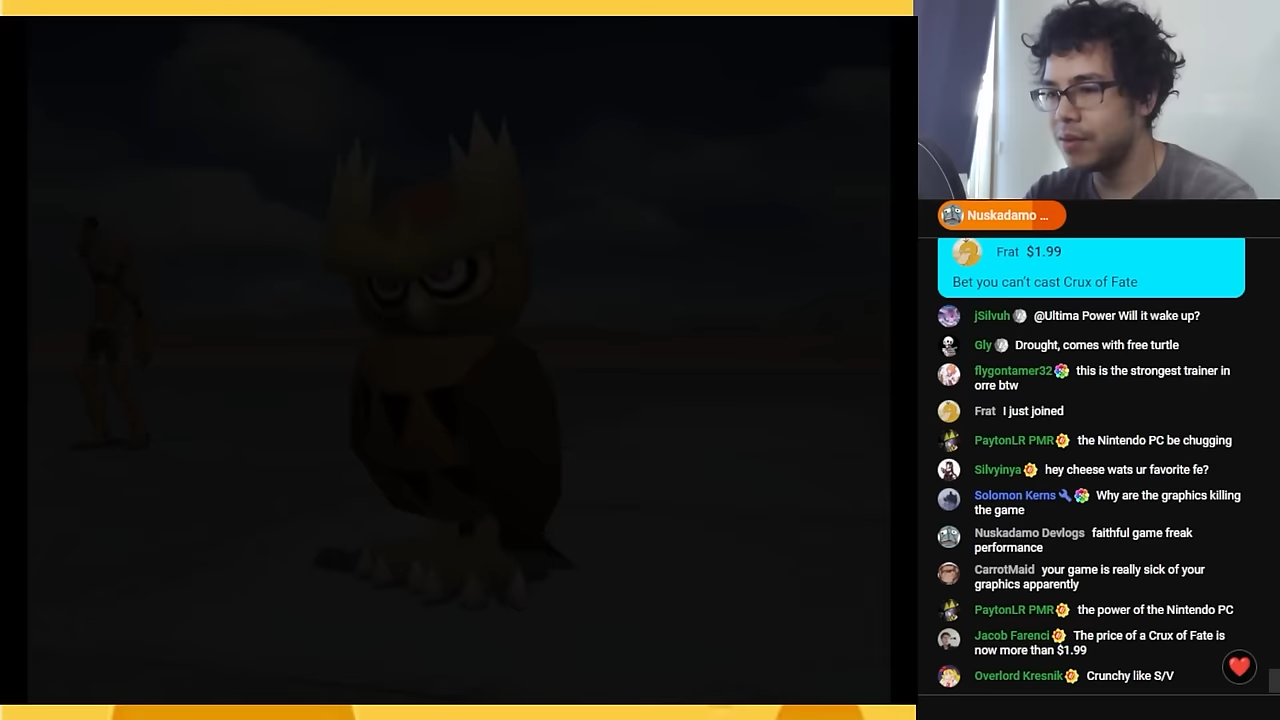 Nuskadamo ...
Frat $1.99
Bet you can't cast Crux of Fate
jSilvuh @Ultima Power Will it wake up?
Gly Drought, comes with free turtle
flygontamer32 this is the strongest trainer in
orre btw
Frat I just joined
PaytonLR PMR the Nintendo PC be chugging
Silvyinya hey cheese wats ur favorite fe?
Solomon Kerns Why are the graphics killing
the game
Nuskadamo Devlogs faithful game freak
performance
CarrotMaid your game is really sick of your
graphics apparently
PaytonLR PMR the power of the Nintendo PC
Jacob Farenci The price of a Crux of Fate is
now more than $1.99
Overlord Kresnik Crunchy like S/V